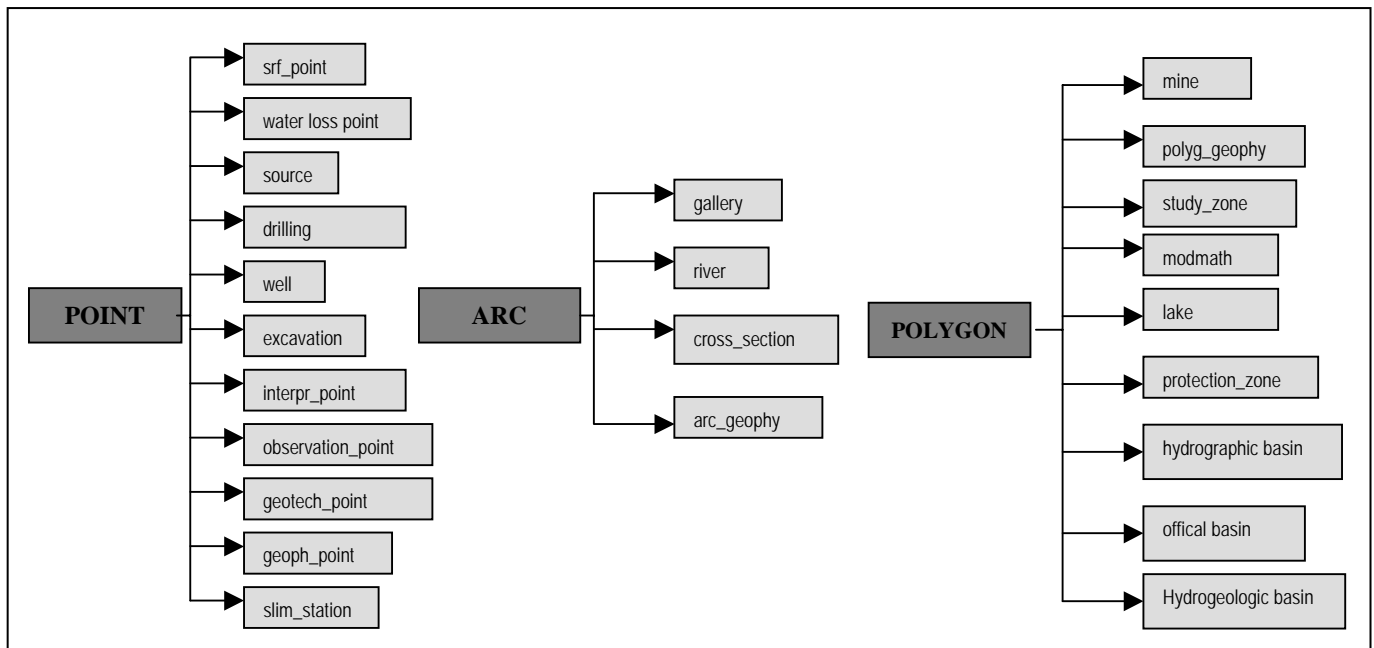 POINT
srf_point
water loss point
source
drilling
well
excavation
interpr_point
observation_point
geotech_point
geoph_point
slim_station
ARC
gallery
river
cross_section
arc_geophy
POLYGON
mine
polyg_geophy
study_zone
modmath
lake
protection_zone
hydrographic basin
offical basin
Hydrogeologic basin